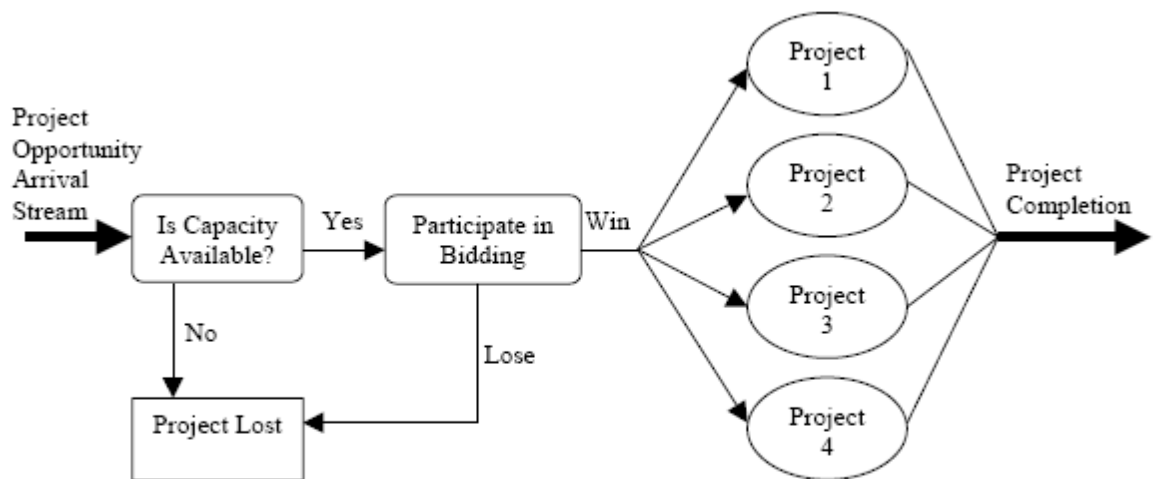 Project
Opportunity
Arrival
Stream
Is Capacity
Available?
Yes
No
Participate in
Bidding
Win
Lose
Project Lost
Project
1
Project
2
Project
3
Project
4
Project
Completion